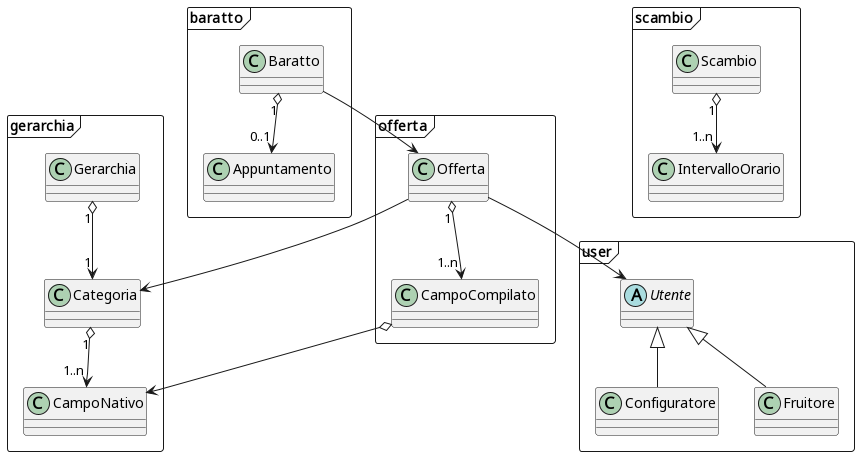 baratto
scambio
C Baratto
C Scambio
1
0..1
1
1..n
gerarchia
offerta
C Gerarchia
C Appuntamento
C Offerta
C IntervalloOrario
1
1
1
1..n
user
C Categoria
C CampoCompilato
A Utente
1
1..n
C CampoNativo
C Configuratore
C Fruitore